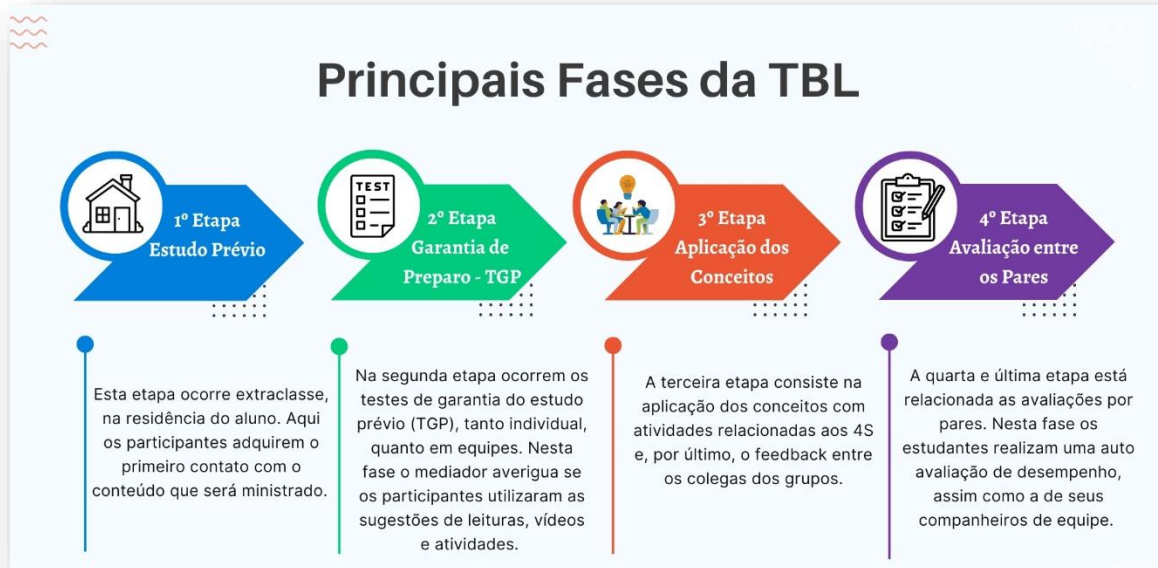 Principais Fases da TBL
1º Etapa
Estudo Prévio
TEST
2º Etapa
Garantia de
Preparo - TGP
3º Etapa
Aplicação dos
Conceitos
4º Etapa
Avaliação entre
os Pares
Esta etapa ocorre extraclasse,
na residência do aluno. Aqui
os participantes adquirem o
primeiro contato com o
conteúdo que será ministrado.
Na segunda etapa ocorrem os
testes de garantia do estudo
prévio (TGP), tanto individual,
quanto em equipes. Nesta
fase o mediador averigua se
os participantes utilizaram as
sugestões de leituras, vídeos
e atividades.
A terceira etapa consiste na
aplicação dos conceitos com
atividades relacionadas aos 4S
e, por último, o feedback entre
os colegas dos grupos.
A quarta e última etapa está
relacionada as avaliações por
pares. Nesta fase os
estudantes realizam uma auto
avaliação de desempenho,
assim como a de seus
companheiros de equipe.